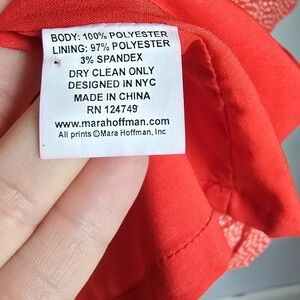 BODY: 100% POLYESTER
LINING: 97% POLYESTER
3% SPANDEX
DRY CLEAN ONLY
DESIGNED IN NYC
MADE IN CHINA
RN 124749
www.marahoffman.com
All prints ©Mara Hoffman, Inc